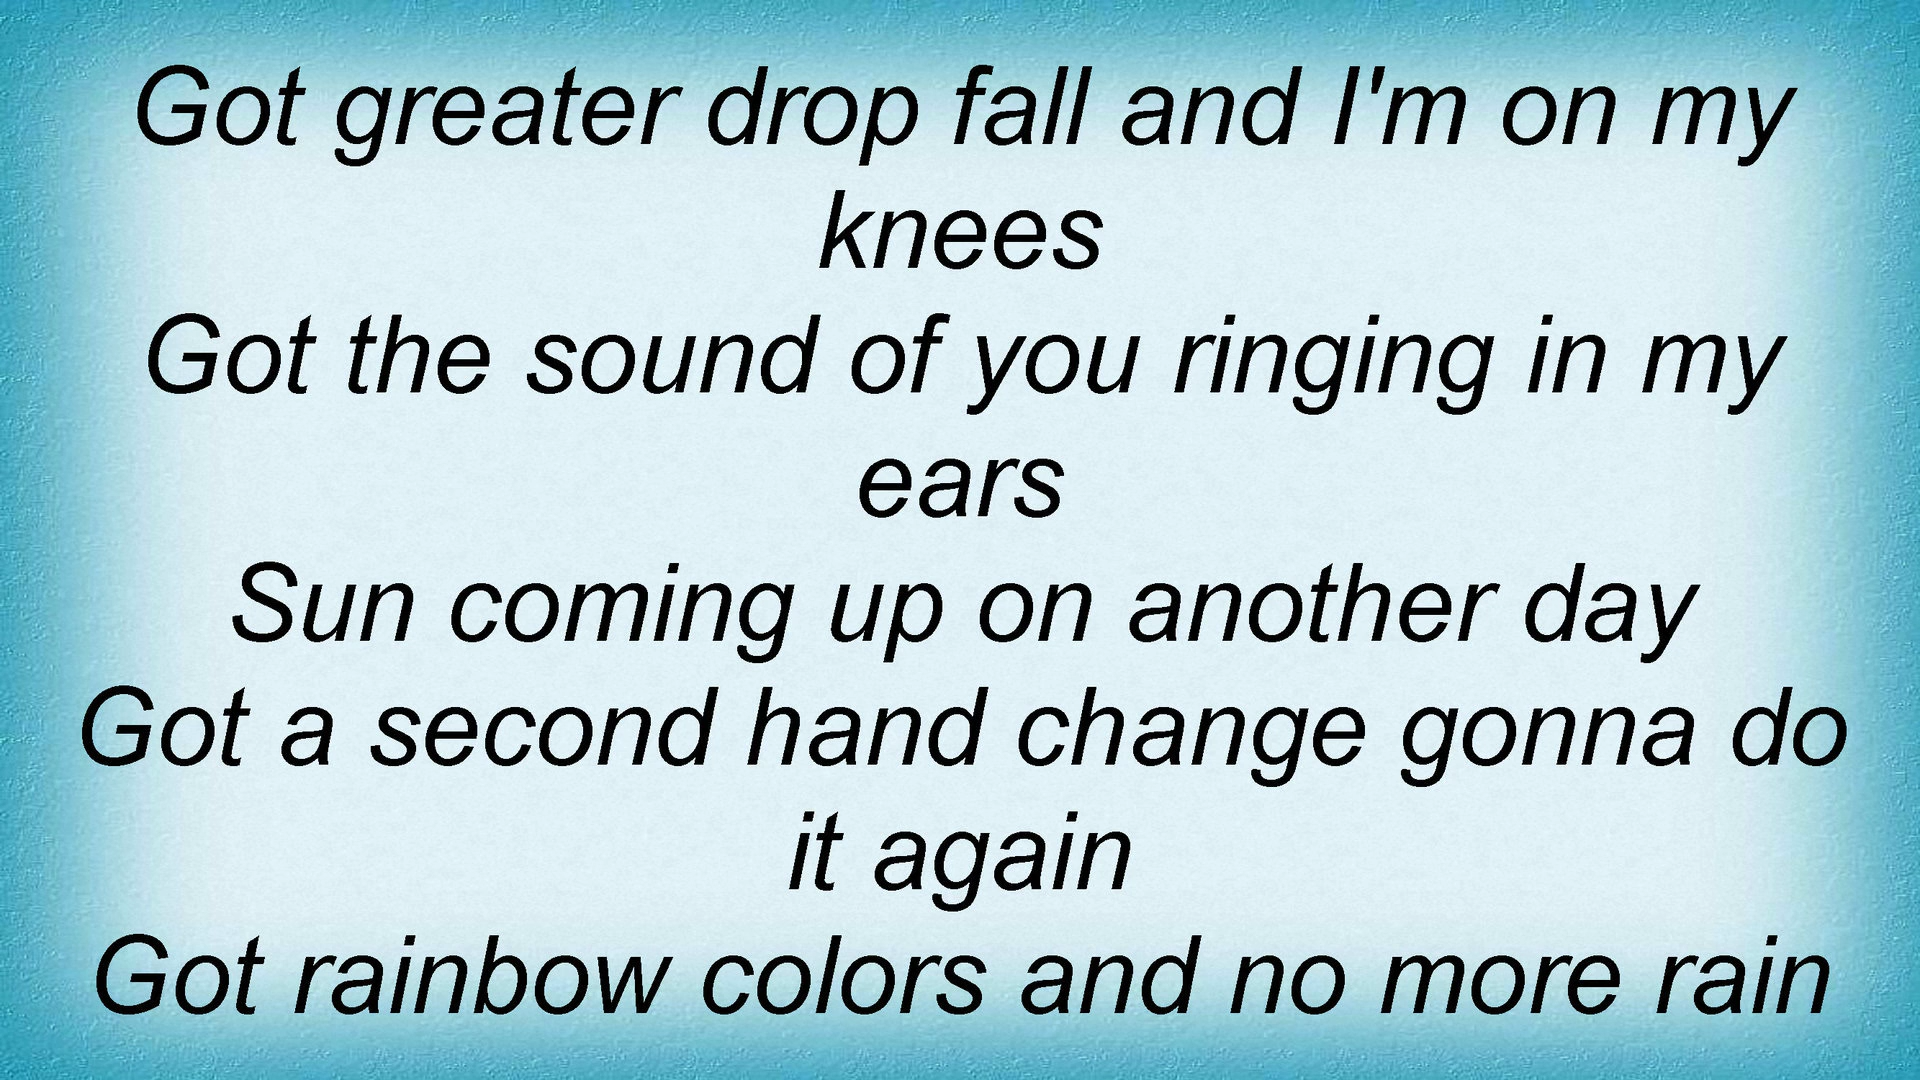 Got greater drop fall and I'm on my
knees
Got the sound of you ringing in my
ears
Sun coming up on another day
Got a second hand change gonna do
it again
Got rainbow colors and no more rain